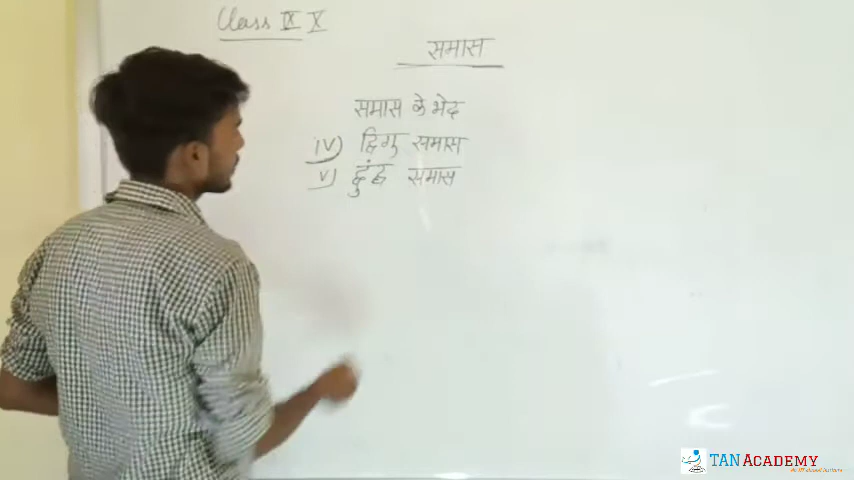 Class IX X
समास
समास के भेद
iv) द्विगु समास
v) द्वंद्व समास
TAN ACADEMY